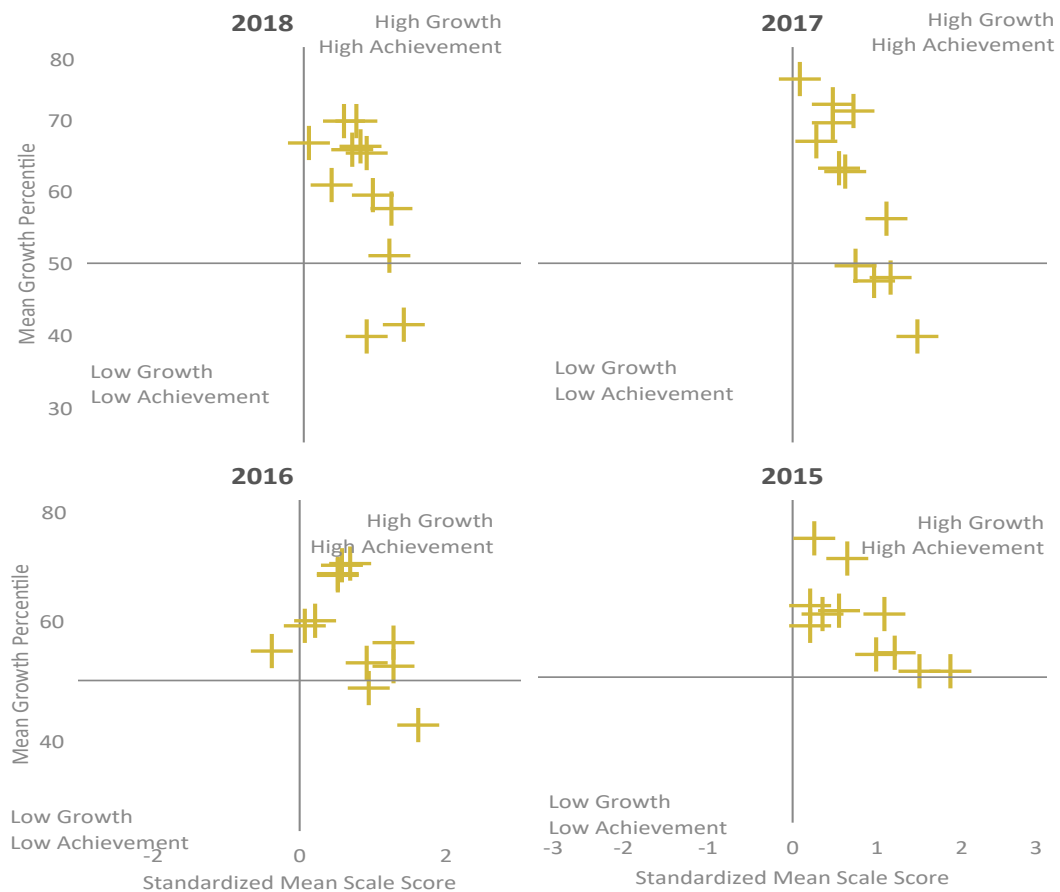 2018
High Growth
High Achievement
80
70
60
50
40
30
Mean Growth Percentile
Low Growth
Low Achievement
2017
High Growth
High Achievement
Low Growth
Low Achievement
2016
High Growth
High Achievement
80
60
40
Mean Growth Percentile
Low Growth
Low Achievement
-2 0 2
Standardized Mean Scale Score
2015
High Growth
High Achievement
Low Growth
Low Achievement
-3 -2 -1 0 1 2 3
Standardized Mean Scale Score